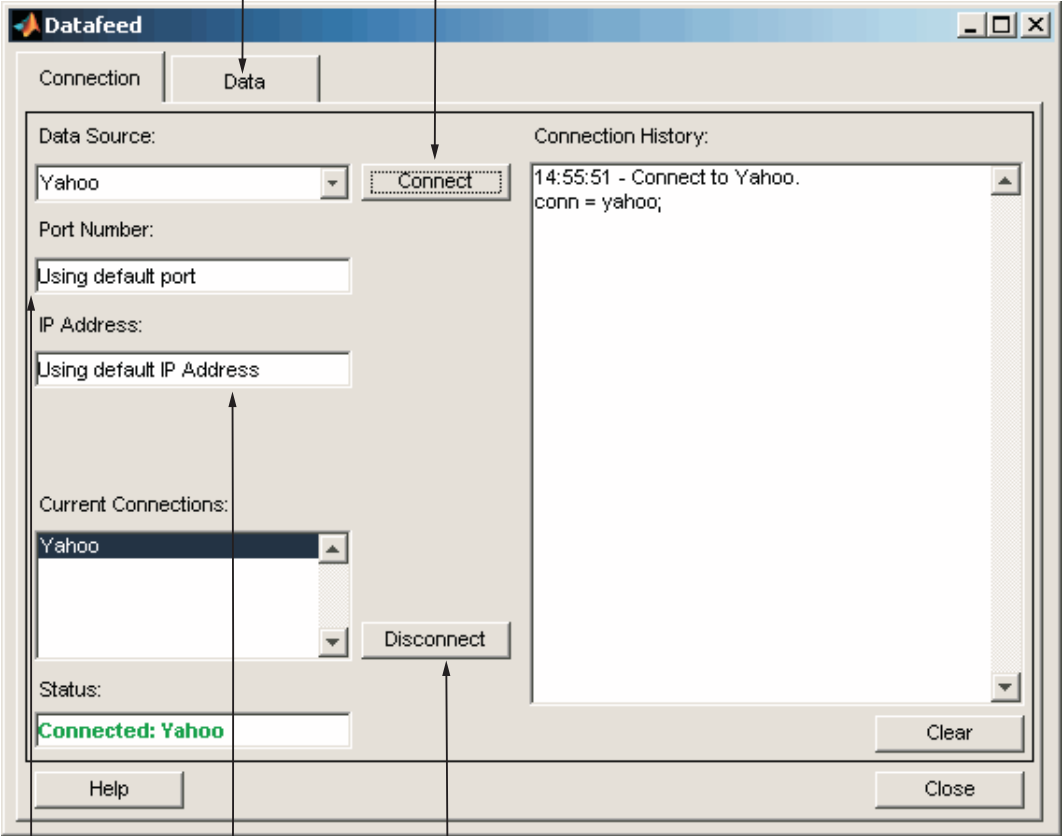 Datafeed
Connection
Data
Data Source:
Yahoo
Connect
Port Number:
Using default port
IP Address:
Using default IP Address
Current Connections:
Yahoo
Disconnect
Status:
Connected: Yahoo
Connection History:
14:55:51 - Connect to Yahoo.
conn = yahoo;
Clear
Help
Close